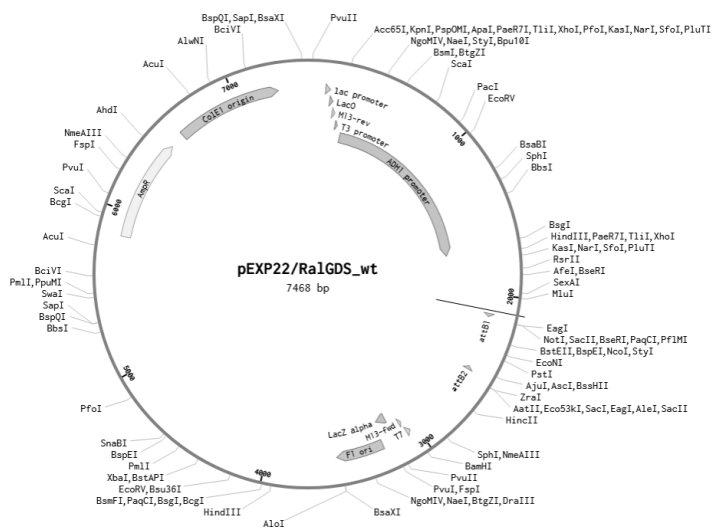 BspQI,SapI,BsaXI
PvuII
BciVI
Acc65I,KpnI,PspOMI,ApaI,PaeR7I,TliI,XhoI,PfoI,KasI,NarI,SfoI,PluTI
NgoMIV,NaeI,StyI,Bpu10I
AlwNI
BsmI,BtgZI
ScaI
AcuI
7000
PacI
EcoRV
lac promoter
LacO
M13-rev
T3 promoter
ColE1 origin
AhdI
1000
NmeAIII
FspI
BsaBI
SphI
BbsI
PvuI
ADH1 promoter
AmpR
ScaI
BcgI
6000
BsgI
HindIII,PaeR7I,TliI,XhoI
AcuI
KasI,NarI,SfoI,PluTI
RsrII
pEXP22/RalGDS_wt
BciVI
AfeI,BseRI
PmlI,PpuMI
SexAI
7468 bp
SwaI
MluI
2000
SapI
BspQI
BbsI
EagI
attB1
NotI,SacII,BseRI,PaqCI,PflMI
BstEII,BspEI,NcoI,StyI
EcoNI
PstI
5000
attB2
AjuI,AscI,BssHII
ZraI
PfoI
AatII,Eco53kI,SacI,EagI,AleI,SacII
HincII
LacZ alpha
M13-fwd
T7
SnaBI
3000
F1 ori
BspEI
SphI,NmeAIII
PmlI
BamHI
XbaI,BstAPI
4000
PvuII
EcoRV,Bsu36I
PvuI,FspI
BsmFI,PaqCI,BsgI,BcgI
NgoMIV,NaeI,BtgZI,DraIII
HindIII
BsaXI
AloI